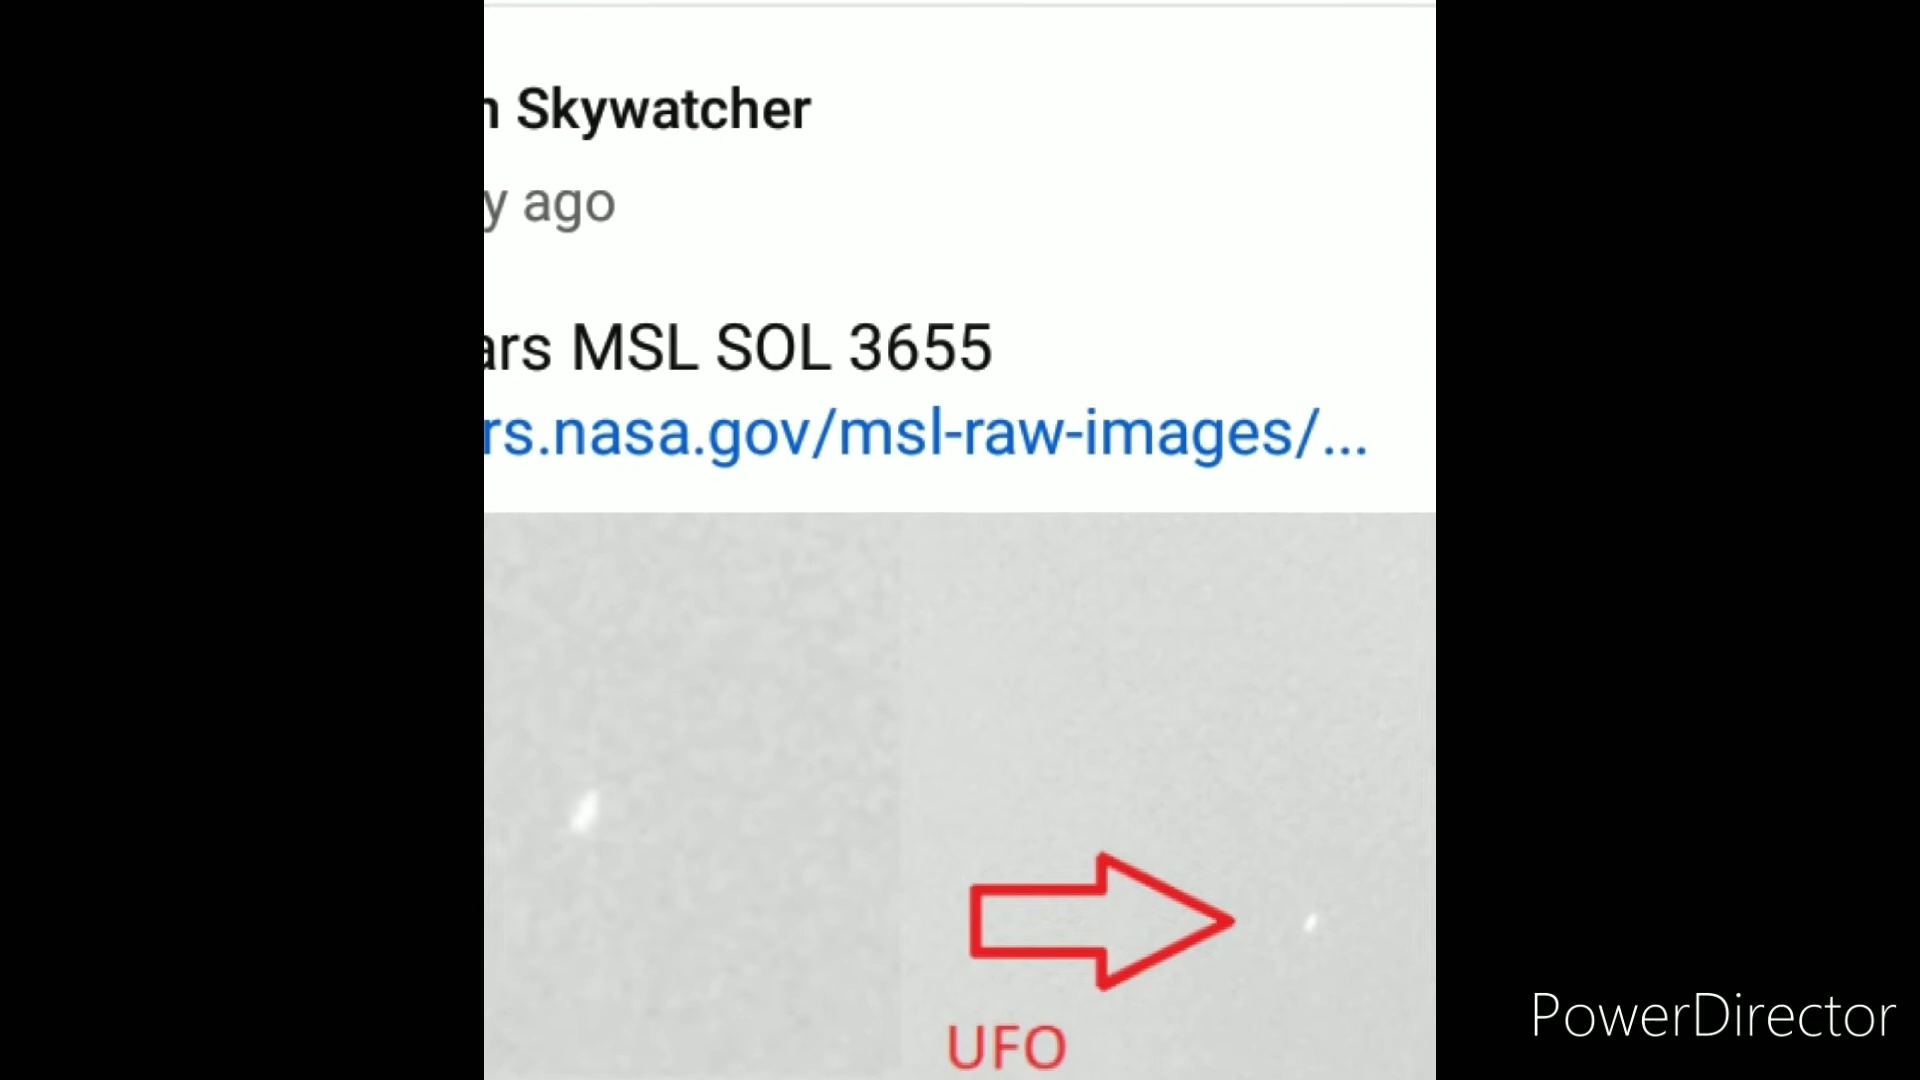 n Skywatcher
y ago
ars MSL SOL 3655
rs.nasa.gov/msl-raw-images/...
UFO
PowerDirector